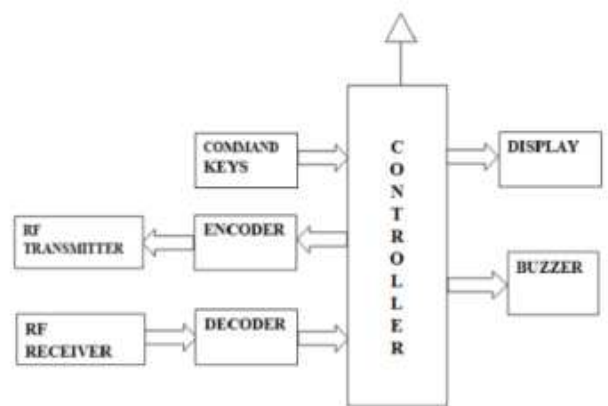 COMMAND
KEYS
C
O
N
T
R
O
L
L
E
R
DISPLAY
RF
TRANSMITTER
ENCODER
BUZZER
RF
RECEIVER
DECODER